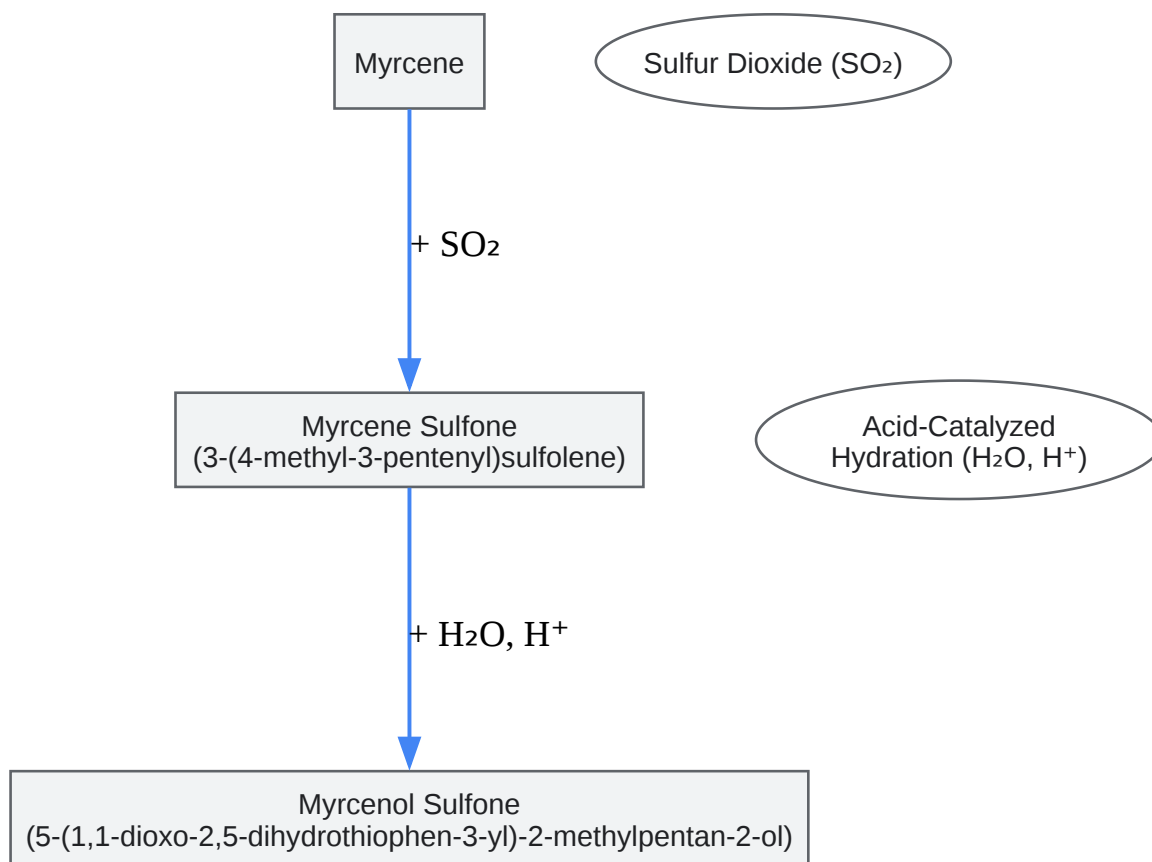 Myrcene
Sulfur Dioxide (SO₂)
+ SO₂
Myrcene Sulfone
(3-(4-methyl-3-pentenyl)sulfolene)
Acid-Catalyzed
Hydration (H₂O, H⁺)
+ H₂O, H⁺
Myrcenol Sulfone
(5-(1,1-dioxo-2,5-dihydrothiophen-3-yl)-2-methylpentan-2-ol)